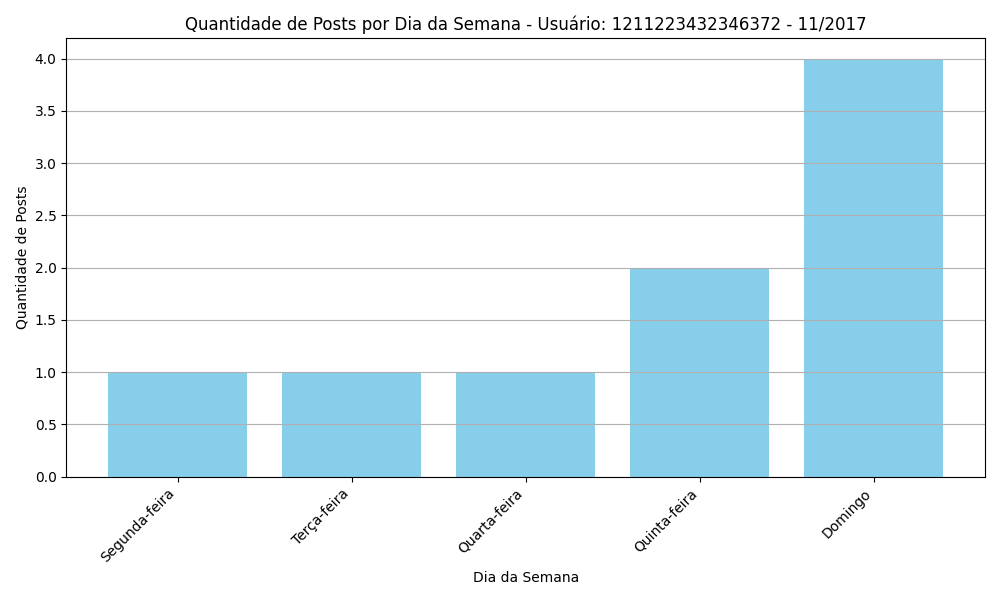 Quantidade de Posts por Dia da Semana - Usuário: 1211223432346372 - 11/2017
Quantidade de Posts
4.0
3.5
3.0
2.5
2.0
1.5
1.0
0.5
0.0
Segunda-feira
Terça-feira
Quarta-feira
Quinta-feira
Domingo
Dia da Semana